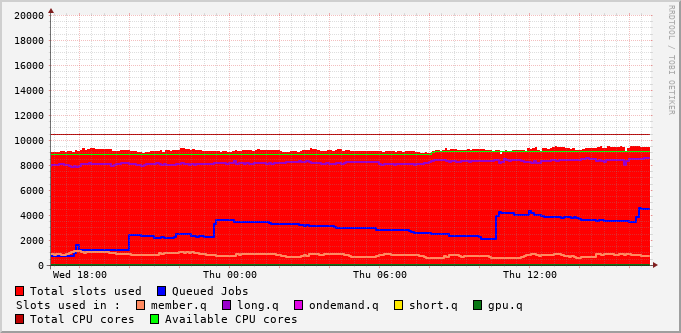 20000
18000
16000
14000
12000
10000
8000
6000
4000
2000
0
Wed 18:00 Thu 00:00 Thu 06:00 Thu 12:00
RRDTOOL / TOBI OETIKER
Total slots used Queued Jobs
Slots used in : member.q long.q ondemand.q short.q gpu.q
Total CPU cores Available CPU cores